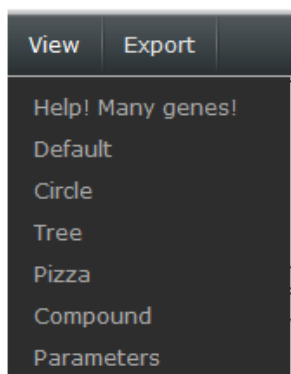 View Export
Help! Many genes!
Default
Circle
Tree
Pizza
Compound
Parameters